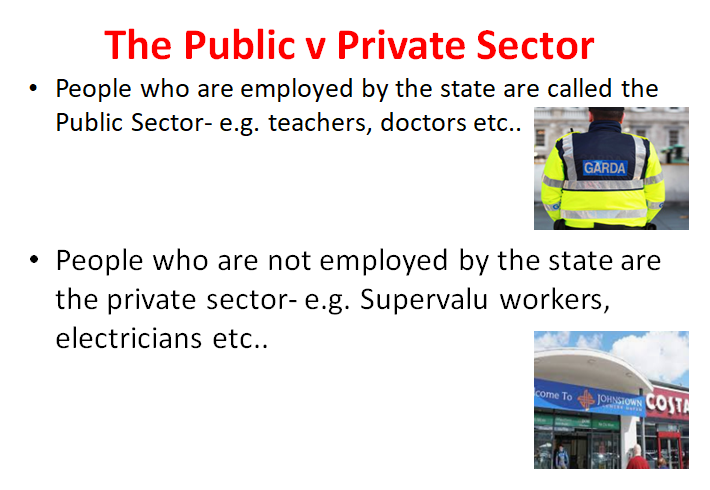 The Public v Private Sector
• People who are employed by the state are called the
Public Sector- e.g. teachers, doctors etc..
GARDA
• People who are not employed by the state are
the private sector- e.g. Supervalu workers,
electricians etc..
come To JOHNSTOWN
COSTA